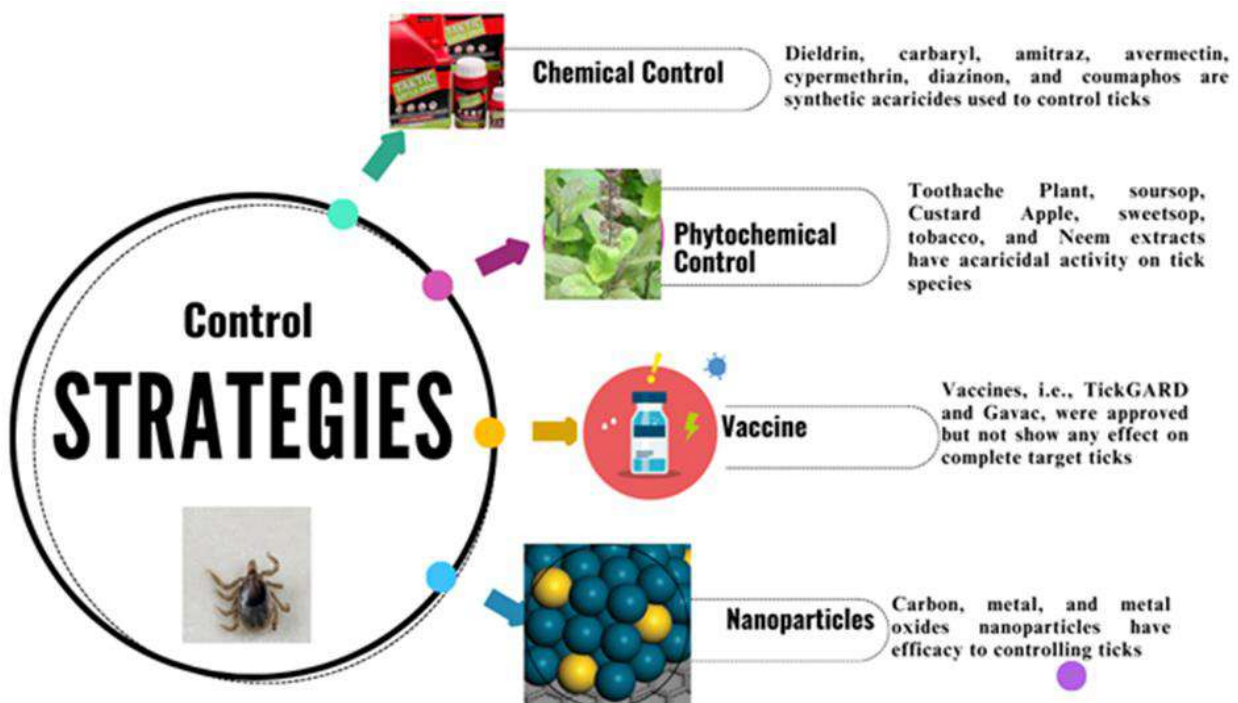 Control
STRATEGIES
TAKTIC
TAKTIC
Chemical Control
Dieldrin, carbaryl, amitraz, avermectin,
cypermethrin, diazinon, and coumaphos are
synthetic acaricides used to control ticks
Phytochemical
Control
Toothache Plant, soursop,
Custard Apple, sweetsop,
tobacco, and Neem extracts
have acaricidal activity on tick
species
Vaccine
Vaccines, i.e., TickGARD
and Gavac, were approved
but not show any effect on
complete target ticks
Nanoparticles
Carbon, metal, and metal
oxides nanoparticles have
efficacy to controlling ticks